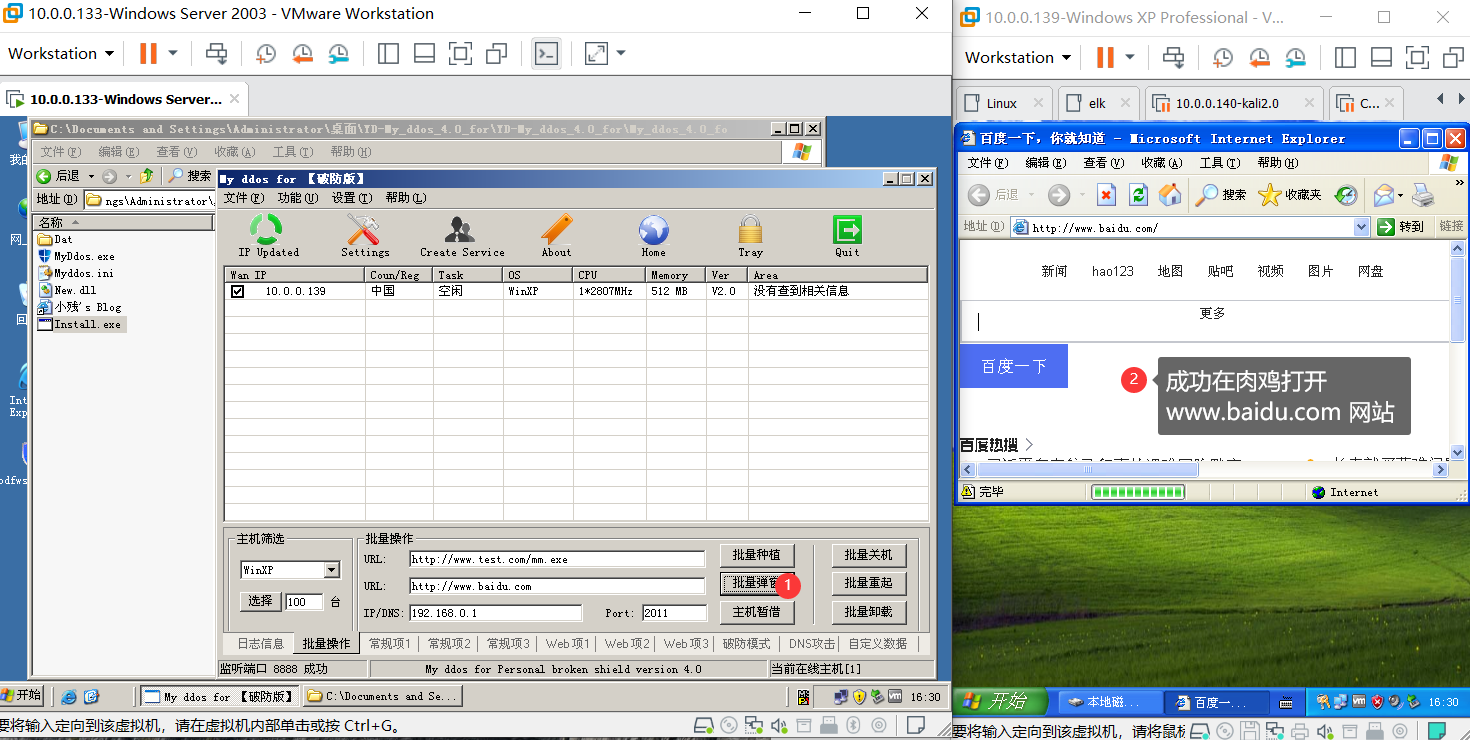 10.0.0.133-Windows Server 2003 - VMware Workstation
Workstation
10.0.0.133-Windows Server...
C:\Documents and Settings\Administrator\桌面\YD-My_ddos_4.0_for\YD-My_ddos_4.0_for\My_ddos_4.0_fo
文件(F) 编辑(E) 查看(V) 收藏(A) 工具(T) 帮助(H)
后退 搜索
地址(D) ngs\Administrator\
名称
Dat
MyDdos.exe
Myddos.ini
New.dll
小残's Blog
Install.exe
My ddos for 【破防版】
文件(F) 功能(U) 设置(T) 帮助(L)
IP Updated Settings Create Service About Home Tray Quit
Wan IP Coun/Reg Task OS CPU Memory Ver Area
10.0.0.139 中国 空闲 WinXP 1*2807MHz 512 MB V2.0 没有查到相关信息
主机筛选
WinXP
选择 100 台
批量操作
URL: http://www.test.com/mm.exe 批量种植 批量关机
URL: http://www.baidu.com 批量弹窗 1 批量重起
IP/DNS: 192.168.0.1 Port: 2011 主机暂借 批量卸载
日志信息 批量操作 常规项1 常规项2 常规项3 Web项1 Web项2 Web项3 破防模式 DNS攻击 自定义数据
监听端口 8888 成功 My ddos for Personal broken shield version 4.0 当前在线主机[1]
开始 My ddos for 【破防版】 C:\Documents and Se... 16:30
要将输入定向到该虚拟机，请在虚拟机内部单击或按 Ctrl+G。
10.0.0.139-Windows XP Professional - V...
Workstation
Linux elk 10.0.0.140-kali2.0 C...
百度一下，你就知道 - Microsoft Internet Explorer
文件(F) 编辑(E) 查看(V) 收藏(A) 工具(T) 帮助(H)
后退 搜索 收藏夹
地址(D) http://www.baidu.com/ 转到 链接
新闻 hao123 地图 贴吧 视频 图片 网盘
更多
百度一下
2 成功在肉鸡打开
www.baidu.com 网站
百度热搜
完毕 Internet
开始 本地磁... 百度一... 16:30
要将输入定向到该虚拟机，请将鼠标